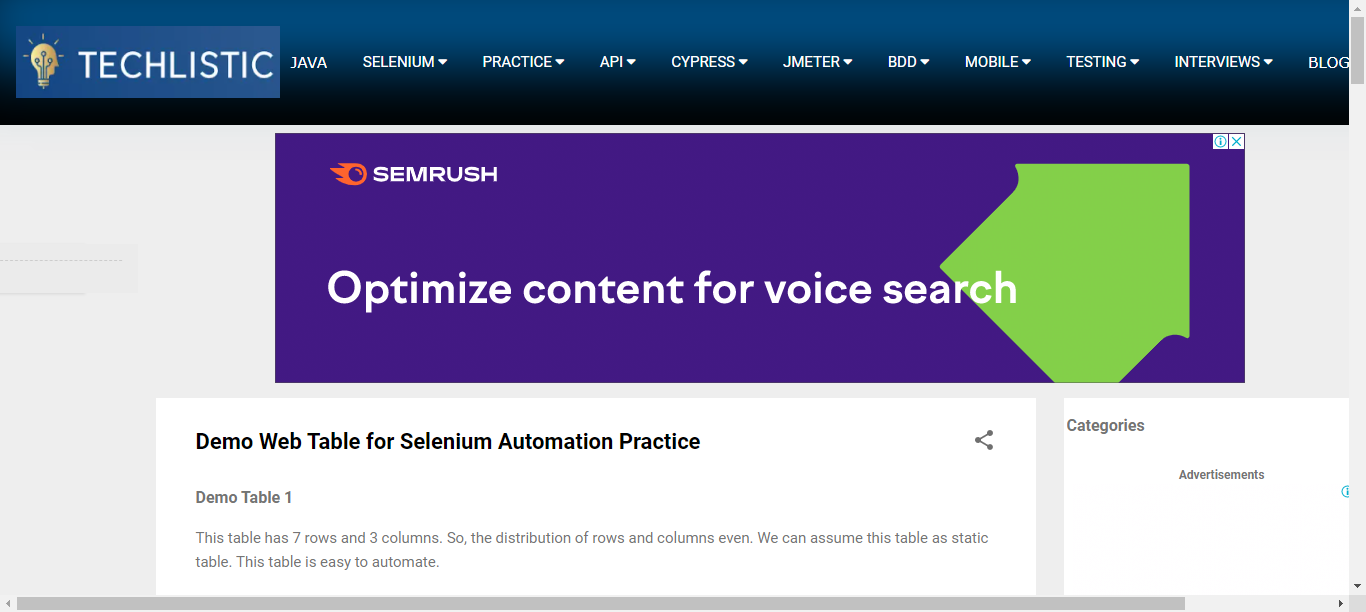 TECHLISTIC
JAVA SELENIUM PRACTICE API CYPRESS JMETER BDD MOBILE TESTING INTERVIEWS BLOG
SEMRUSH
Optimize content for voice search
Demo Web Table for Selenium Automation Practice
Categories
Advertisements
Demo Table 1
This table has 7 rows and 3 columns. So, the distribution of rows and columns even. We can assume this table as static
table. This table is easy to automate.